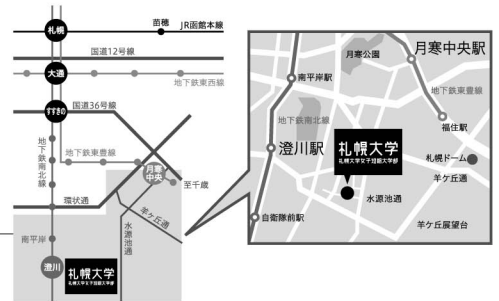 札幌
苗穂
JR函館本線
国道12号線
大通
地下鉄東西線
すすきの
国道36号線
地下鉄南北線
地下鉄東豊線
月寒中央
至千歳
環状通
羊ケ丘通
水源池通
南平岸
澄川
札幌大学
札幌大学女子短期大学部
月寒公園
月寒中央駅
南平岸駅
地下鉄東豊線
地下鉄南北線
福住駅
澄川駅
札幌大学
札幌大学女子短期大学部
札幌ドーム
羊ケ丘通
水源池通
自衛隊前駅
羊ケ丘展望台